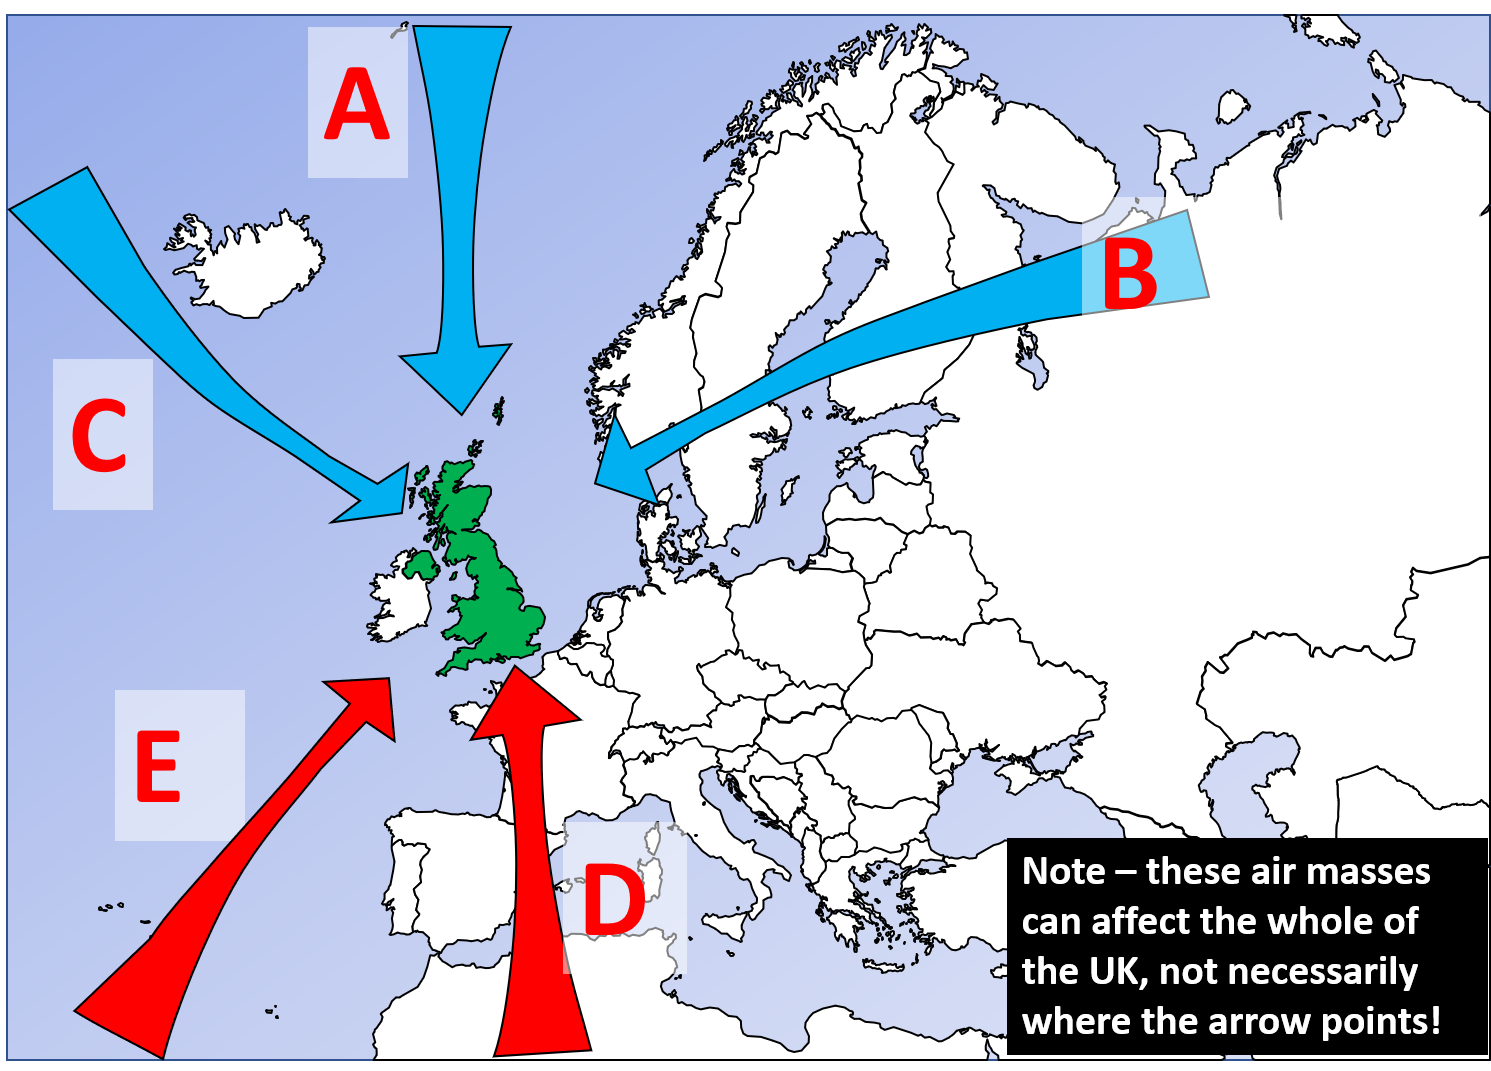 A
B
C
E
D
Note – these air masses
can affect the whole of
the UK, not necessarily
where the arrow points!